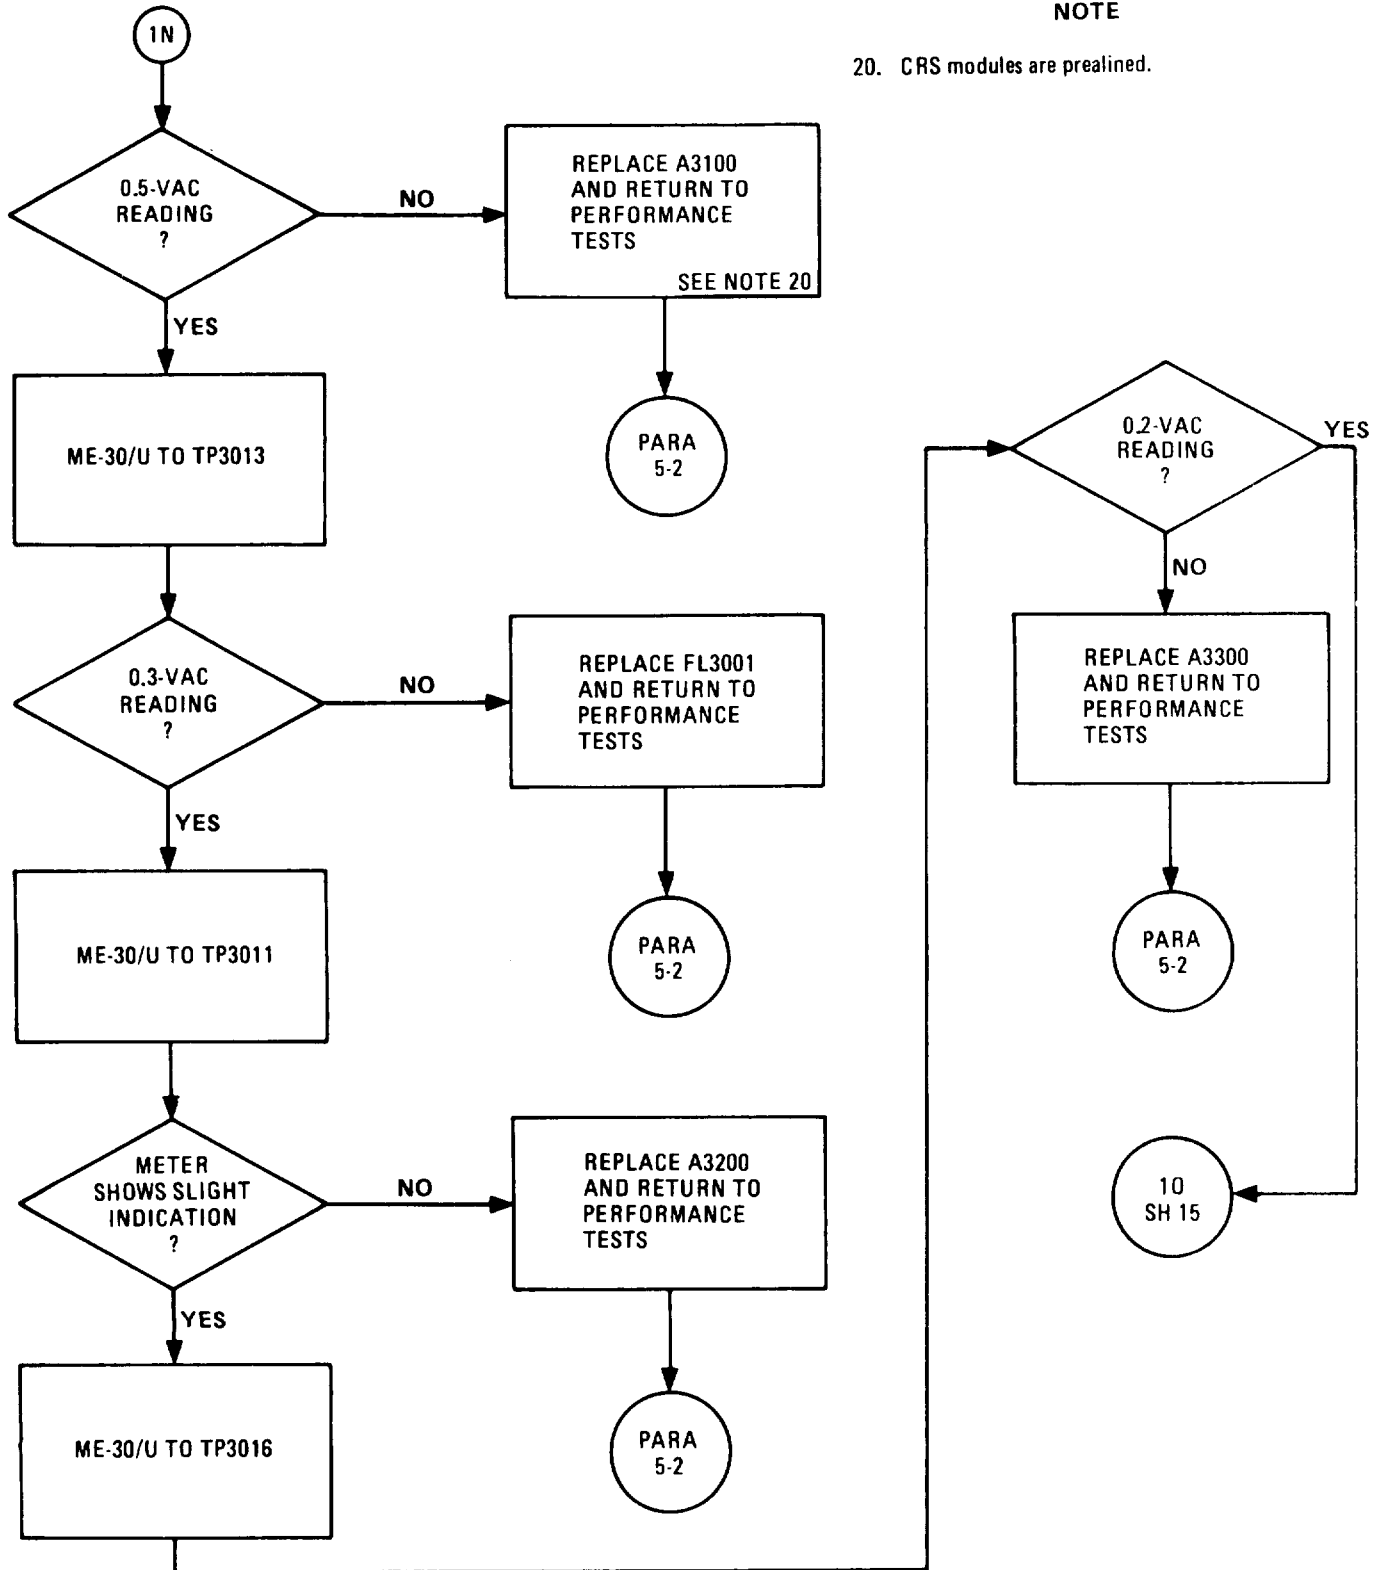 1N
NOTE
20. CRS modules are prealined.
0.5-VAC
READING
?
NO
REPLACE A3100
AND RETURN TO
PERFORMANCE
TESTS
SEE NOTE 20
YES
PARA
5-2
ME-30/U TO TP3013
0.3-VAC
READING
?
NO
REPLACE FL3001
AND RETURN TO
PERFORMANCE
TESTS
YES
PARA
5-2
ME-30/U TO TP3011
METER
SHOWS SLIGHT
INDICATION
?
NO
REPLACE A3200
AND RETURN TO
PERFORMANCE
TESTS
YES
PARA
5-2
ME-30/U TO TP3016
0.2-VAC
READING
?
YES
NO
REPLACE A3300
AND RETURN TO
PERFORMANCE
TESTS
PARA
5-2
10
SH 15